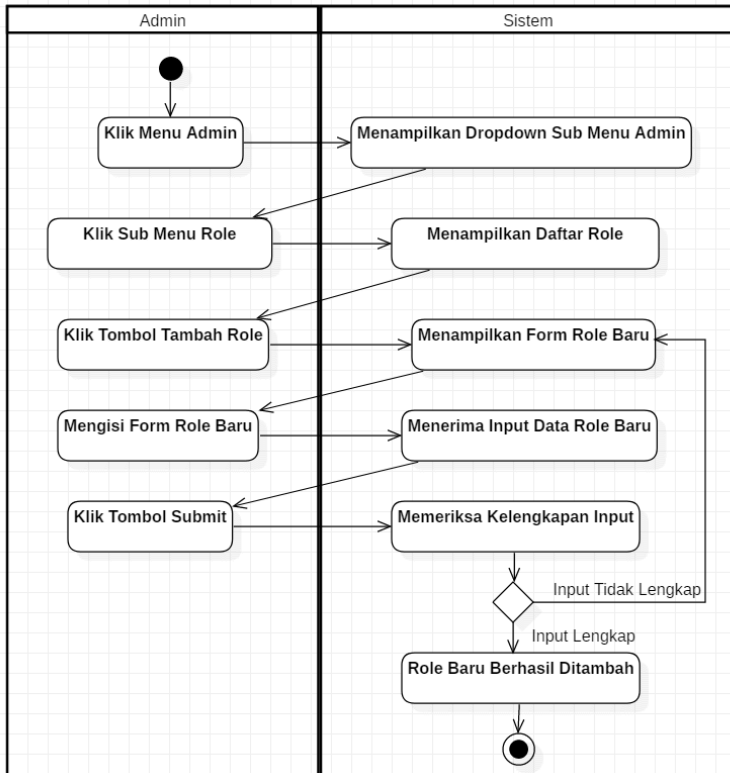 Admin
Sistem
Klik Menu Admin
Menampilkan Dropdown Sub Menu Admin
Klik Sub Menu Role
Menampilkan Daftar Role
Klik Tombol Tambah Role
Menampilkan Form Role Baru
Mengisi Form Role Baru
Menerima Input Data Role Baru
Klik Tombol Submit
Memeriksa Kelengkapan Input
Input Tidak Lengkap
Input Lengkap
Role Baru Berhasil Ditambah